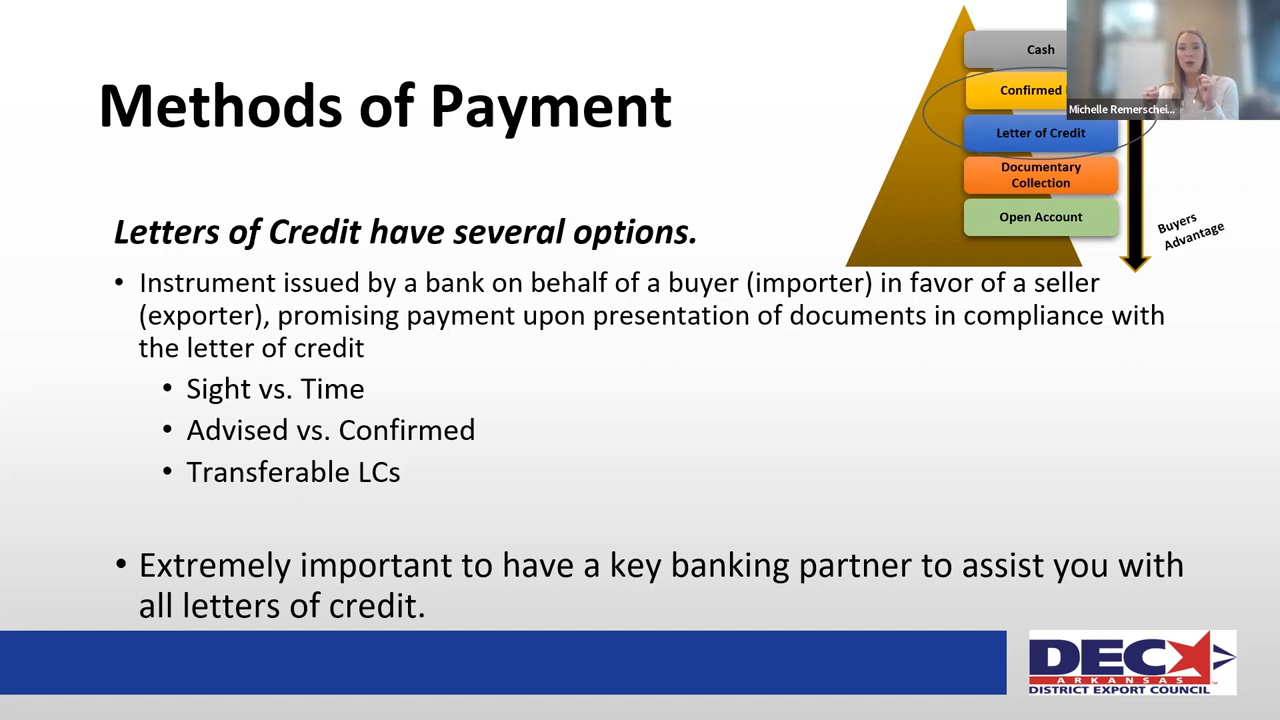 Methods of Payment
Cash
Confirmed
Letter of Credit
Documentary
Collection
Open Account
Michelle Remerschei...
Buyers
Advantage
Letters of Credit have several options.
• Instrument issued by a bank on behalf of a buyer (importer) in favor of a seller
(exporter), promising payment upon presentation of documents in compliance with
the letter of credit
• Sight vs. Time
• Advised vs. Confirmed
• Transferable LCs
• Extremely important to have a key banking partner to assist you with
all letters of credit.
DEC
ARKANSAS
DISTRICT EXPORT COUNCIL